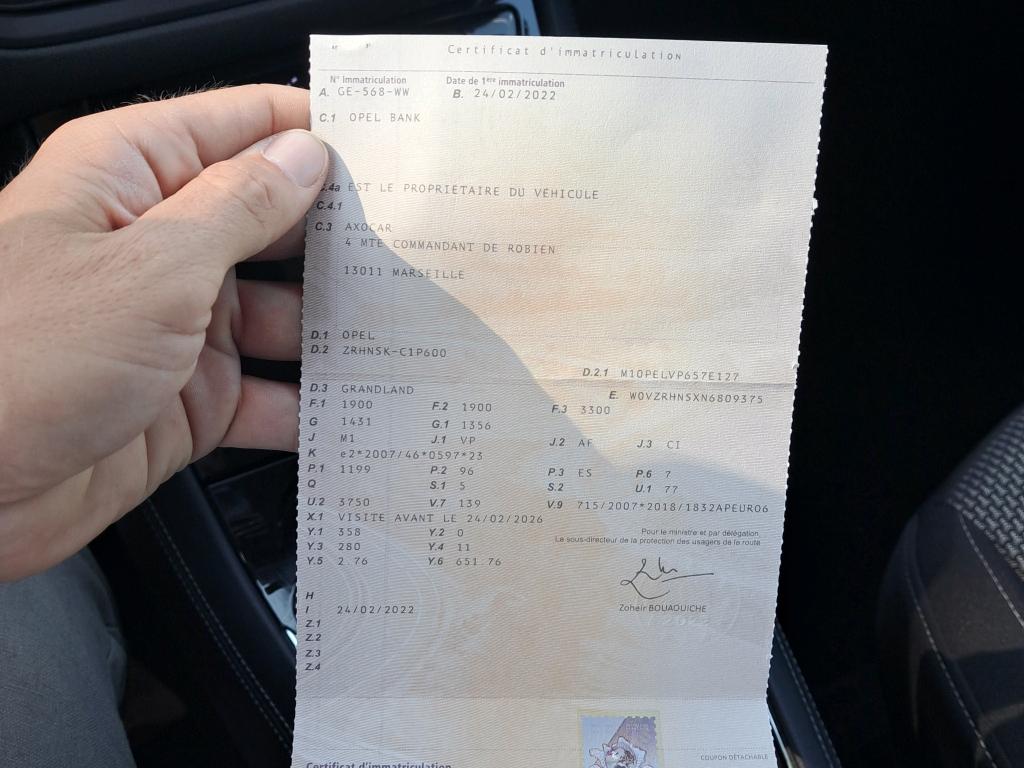 Certificat d'immatriculation
N° Immatriculation Date de 1ère immatriculation
A. GE-568-WW B. 24/02/2022
C.1 OPEL BANK
C.4a EST LE PROPRIÉTAIRE DU VÉHICULE
C.4.1
C.3 AXOCAR
4 MTE COMMANDANT DE ROBIEN
13011 MARSEILLE
D.1 OPEL
D.2 ZRHNSK-C1P600
D.2.1 M10PELVP657E127
D.3 GRANDLAND E. W0VZRHNSXN6809375
F.1 1900 F.2 1900 F.3 3300
G 1431 G.1 1356
J M1 J.1 VP J.2 AF J.3 CI
K e2*2007/46*0597*23
P.1 1199 P.2 96 P.3 ES P.6 7
Q S.1 5 S.2 U.1 77
U.2 3750 V.7 139 V.9 715/2007*2018/1832APEURO6
X.1 VISITE AVANT LE 24/02/2026
Y.1 358 Y.2 0
Pour le ministre et par délégation,
Le sous-directeur de la protection des usagers de la route
Y.3 280 Y.4 11
Y.5 2.76 Y.6 651.76
H
I 24/02/2022
Zoheir BOUAOUICHE
Z.1
Z.2
Z.3
Z.4
COUPON DÉTACHABLE
Certificat d'immatriculation